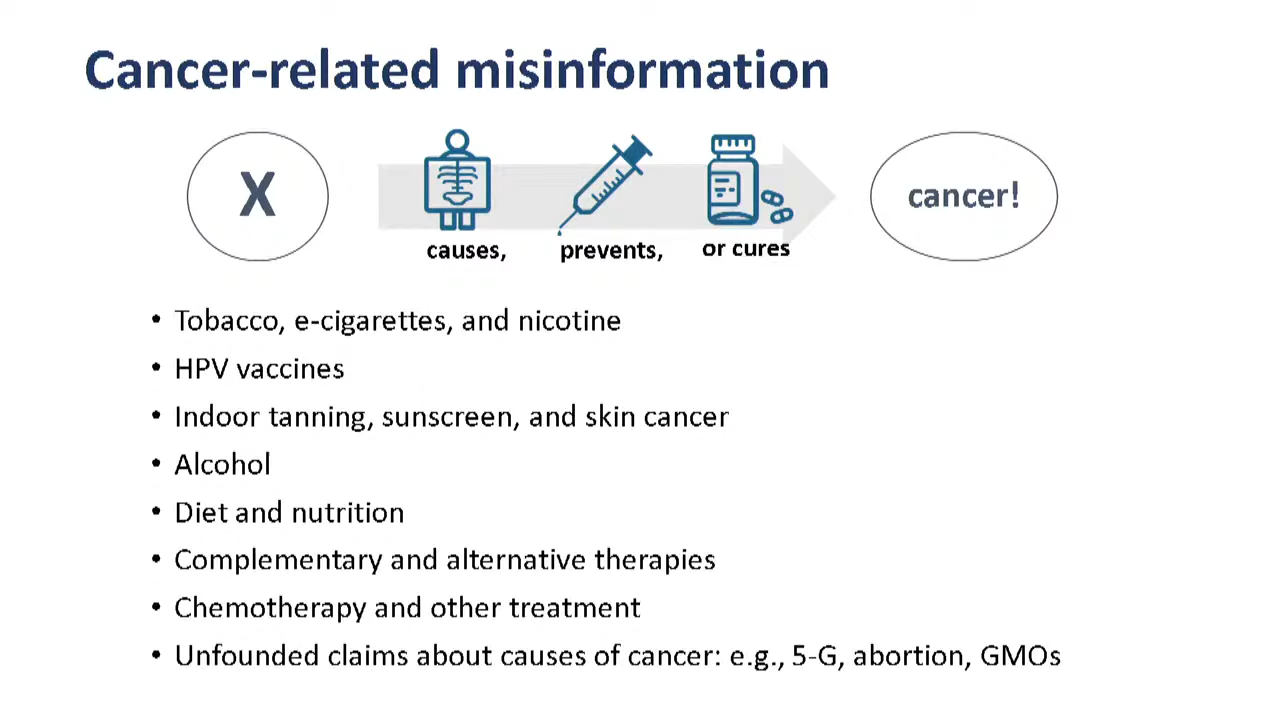 Cancer-related misinformation
X
causes,
prevents,
or cures
cancer!
• Tobacco, e-cigarettes, and nicotine
• HPV vaccines
• Indoor tanning, sunscreen, and skin cancer
• Alcohol
• Diet and nutrition
• Complementary and alternative therapies
• Chemotherapy and other treatment
• Unfounded claims about causes of cancer: e.g., 5-G, abortion, GMOs